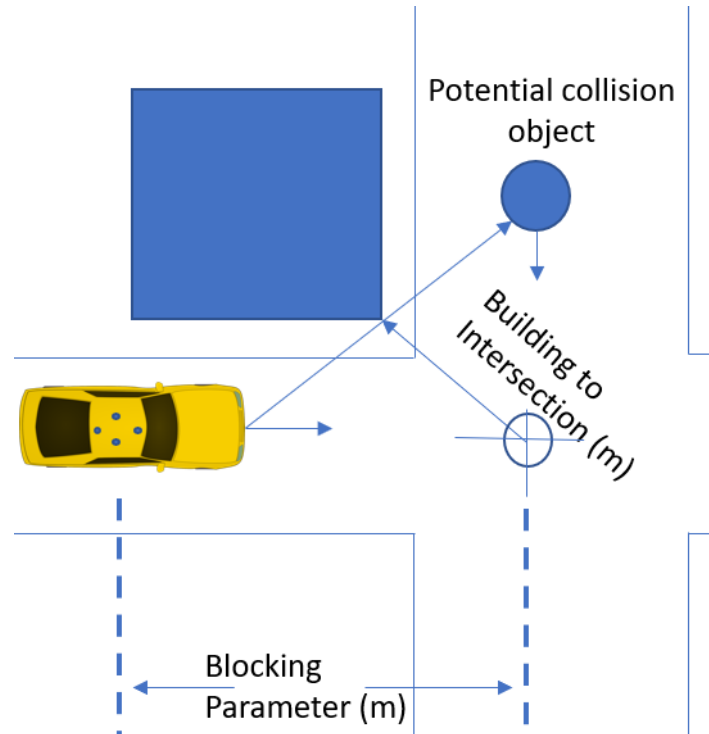 Potential collision
object
Building to
Intersection (m)
Blocking
Parameter (m)